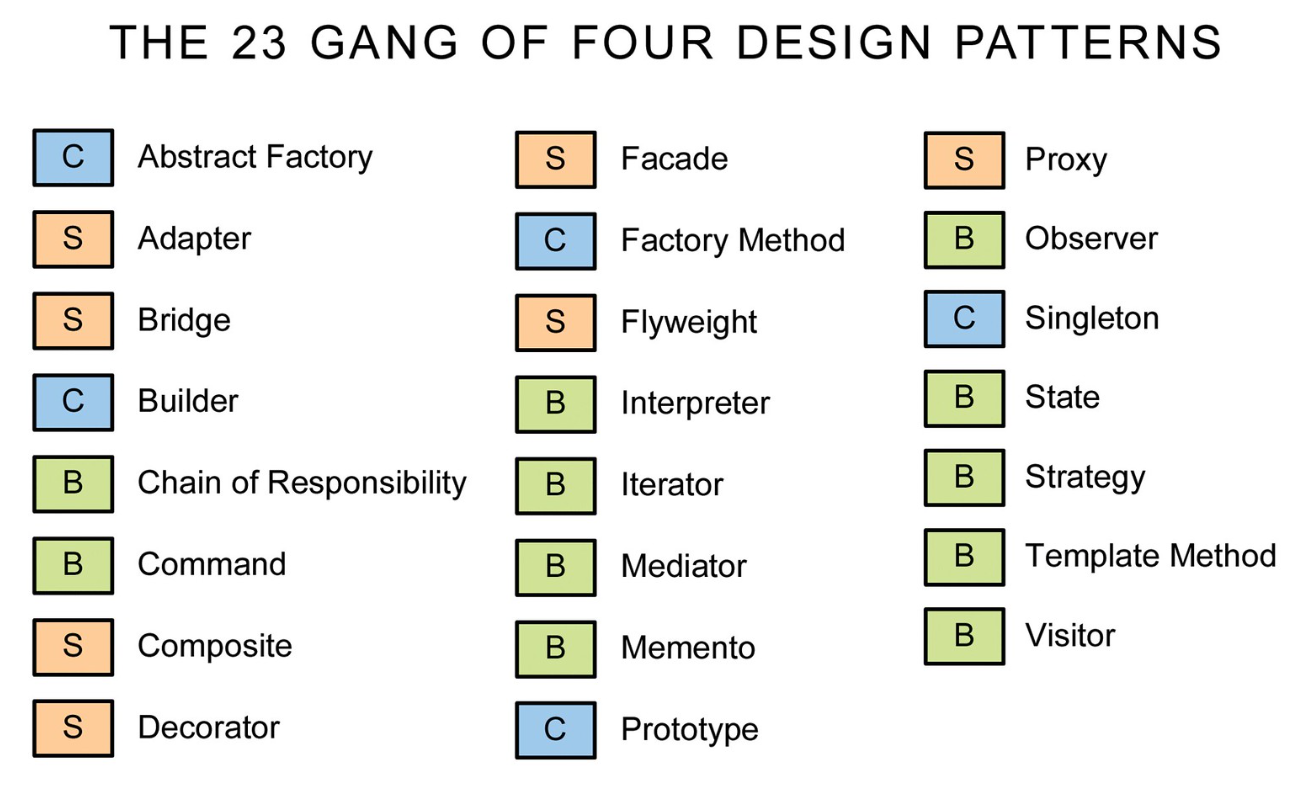 THE 23 GANG OF FOUR DESIGN PATTERNS
C Abstract Factory
S Adapter
S Bridge
C Builder
B Chain of Responsibility
B Command
S Composite
S Decorator
S Facade
C Factory Method
S Flyweight
B Interpreter
B Iterator
B Mediator
B Memento
C Prototype
S Proxy
B Observer
C Singleton
B State
B Strategy
B Template Method
B Visitor